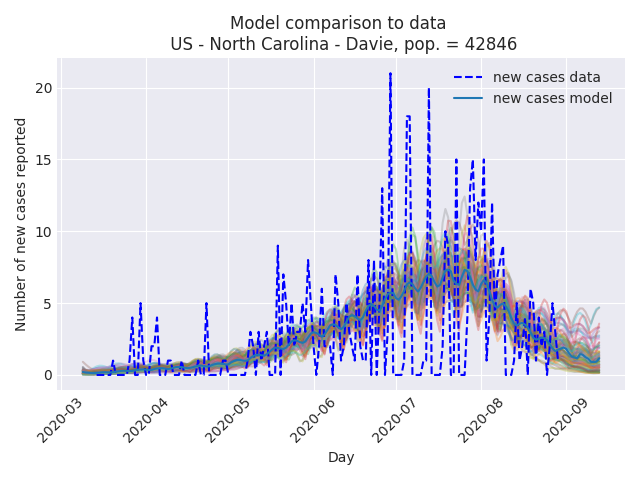 Model comparison to data
US - North Carolina - Davie, pop. = 42846
new cases data
new cases model
Number of new cases reported
20
15
10
5
0
2020-03
2020-04
2020-05
2020-06
2020-07
2020-08
2020-09
Day